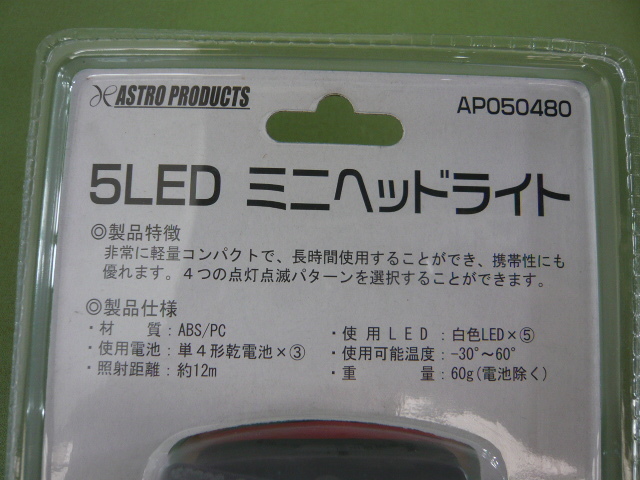 ASTRO PRODUCTS
AP050480
5LED ミニヘッドライト
◎製品特徴
非常に軽量コンパクトで、長時間使用することができ、携帯性にも
優れます。4つの点灯点滅パターンを選択することができます。
◎製品仕様
・材　質：ABS/PC
・使用電池：単4形乾電池×③
・照射距離：約12m
・使用LED：白色LED×⑤
・使用可能温度：-30°～60°
・重　量：60g(電池除く)